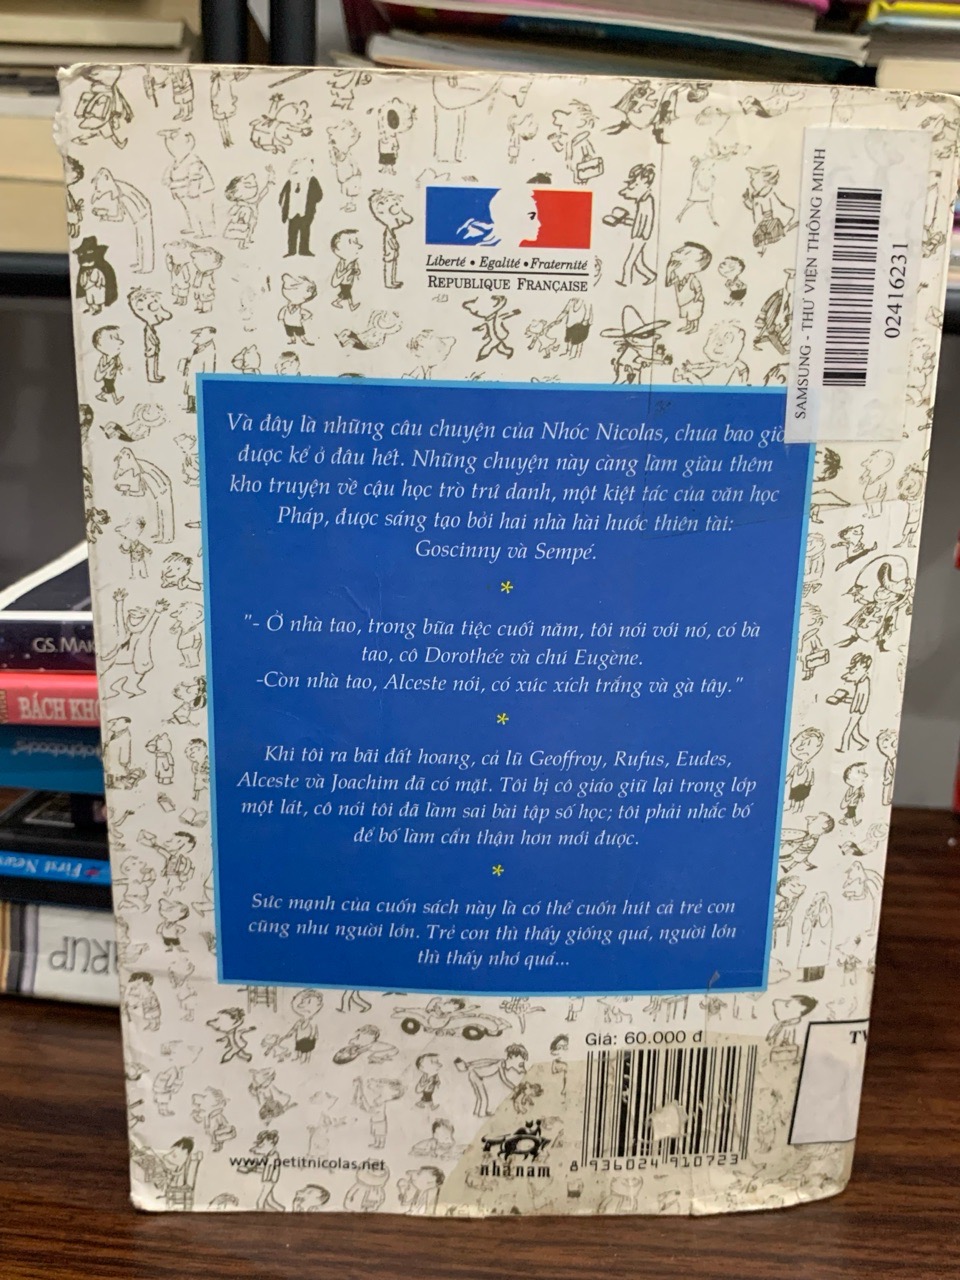 Liberté • Egalité • Fraternité
REPUBLIQUE FRANÇAISE
SAMSUNG - THƯ VIỆN THÔNG MINH
02416231
Và đây là những câu chuyện của Nhóc Nicolas, chưa bao giờ
được kể ở đâu hết. Những chuyện này càng làm giàu thêm
kho truyện về cậu học trò trứ danh, một kiệt tác của văn học
Pháp, được sáng tạo bởi hai nhà hài hước thiên tài:
Goscinny và Sempé.
*
"- Ở nhà tao, trong bữa tiệc cuối năm, tôi nói với nó, có bà
tao, cô Dorothée và chú Eugène.
-Còn nhà tao, Alceste nói, có xúc xích trắng và gà tây."
*
Khi tôi ra bãi đất hoang, cả lũ Geoffroy, Rufus, Eudes,
Alceste và Joachim đã có mặt. Tôi bị cô giáo giữ lại trong lớp
một lát, cô nói tôi đã làm sai bài tập số học; tôi phải nhắc bố
để bố làm cẩn thận hơn mới được.
*
Sức mạnh của cuốn sách này là có thể cuốn hút cả trẻ con
cũng như người lớn. Trẻ con thì thấy giống quá, người lớn
thì thấy nhớ quá...
Giá: 60.000 đ
8 936024 910723
www.petitnicolas.net
nhã nam
TV
GS. MAK
BÁCH KHO
First News